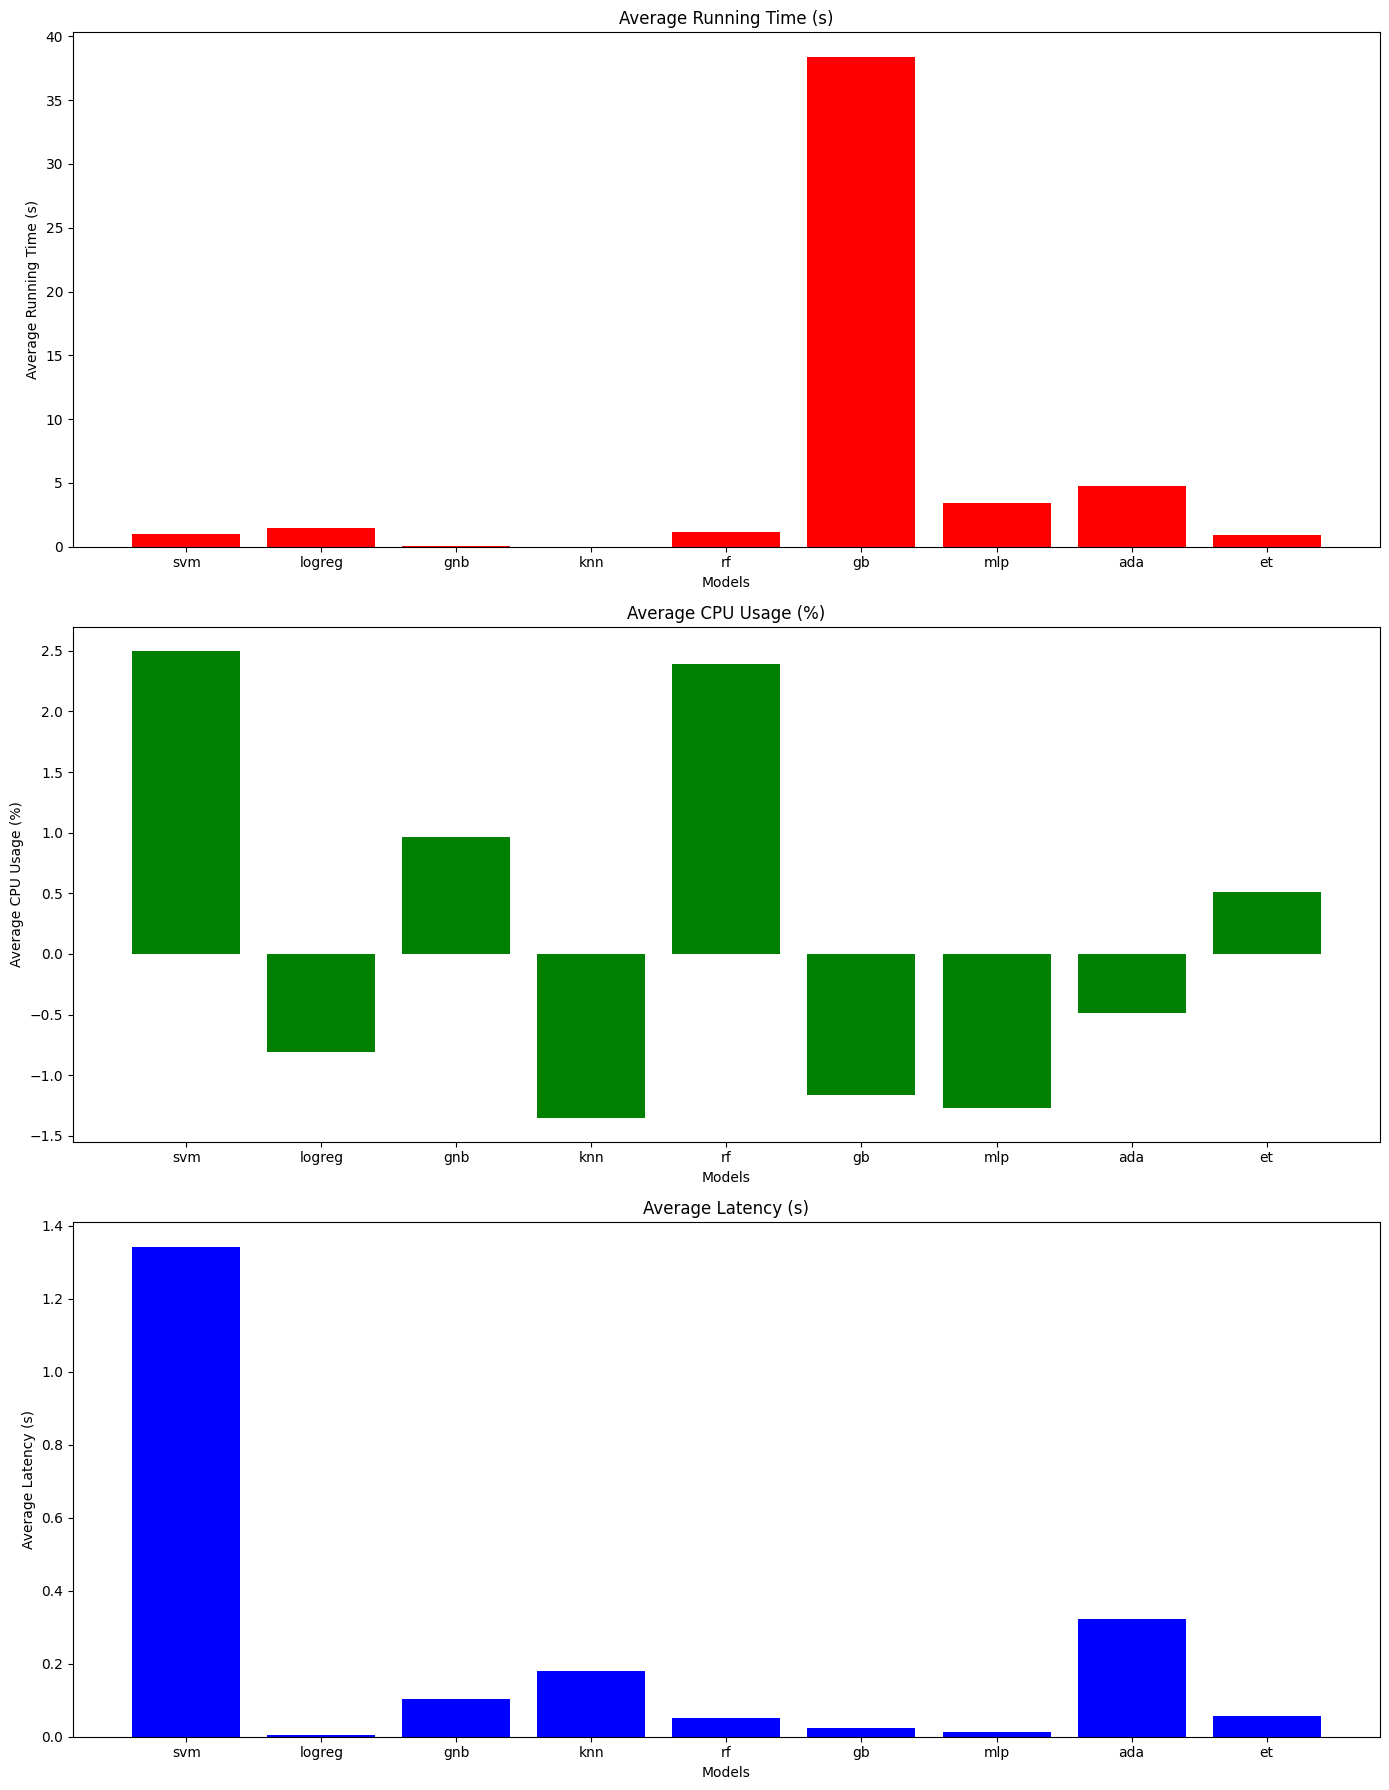 Average Running Time (s)
Average Running Time (s)
40
35
30
25
20
15
10
5
0
svm logreg gnb knn rf gb mlp ada et
Models
Average CPU Usage (%)
Average CPU Usage (%)
2.5
2.0
1.5
1.0
0.5
0.0
−0.5
−1.0
−1.5
svm logreg gnb knn rf gb mlp ada et
Models
Average Latency (s)
Average Latency (s)
1.4
1.2
1.0
0.8
0.6
0.4
0.2
0.0
svm logreg gnb knn rf gb mlp ada et
Models